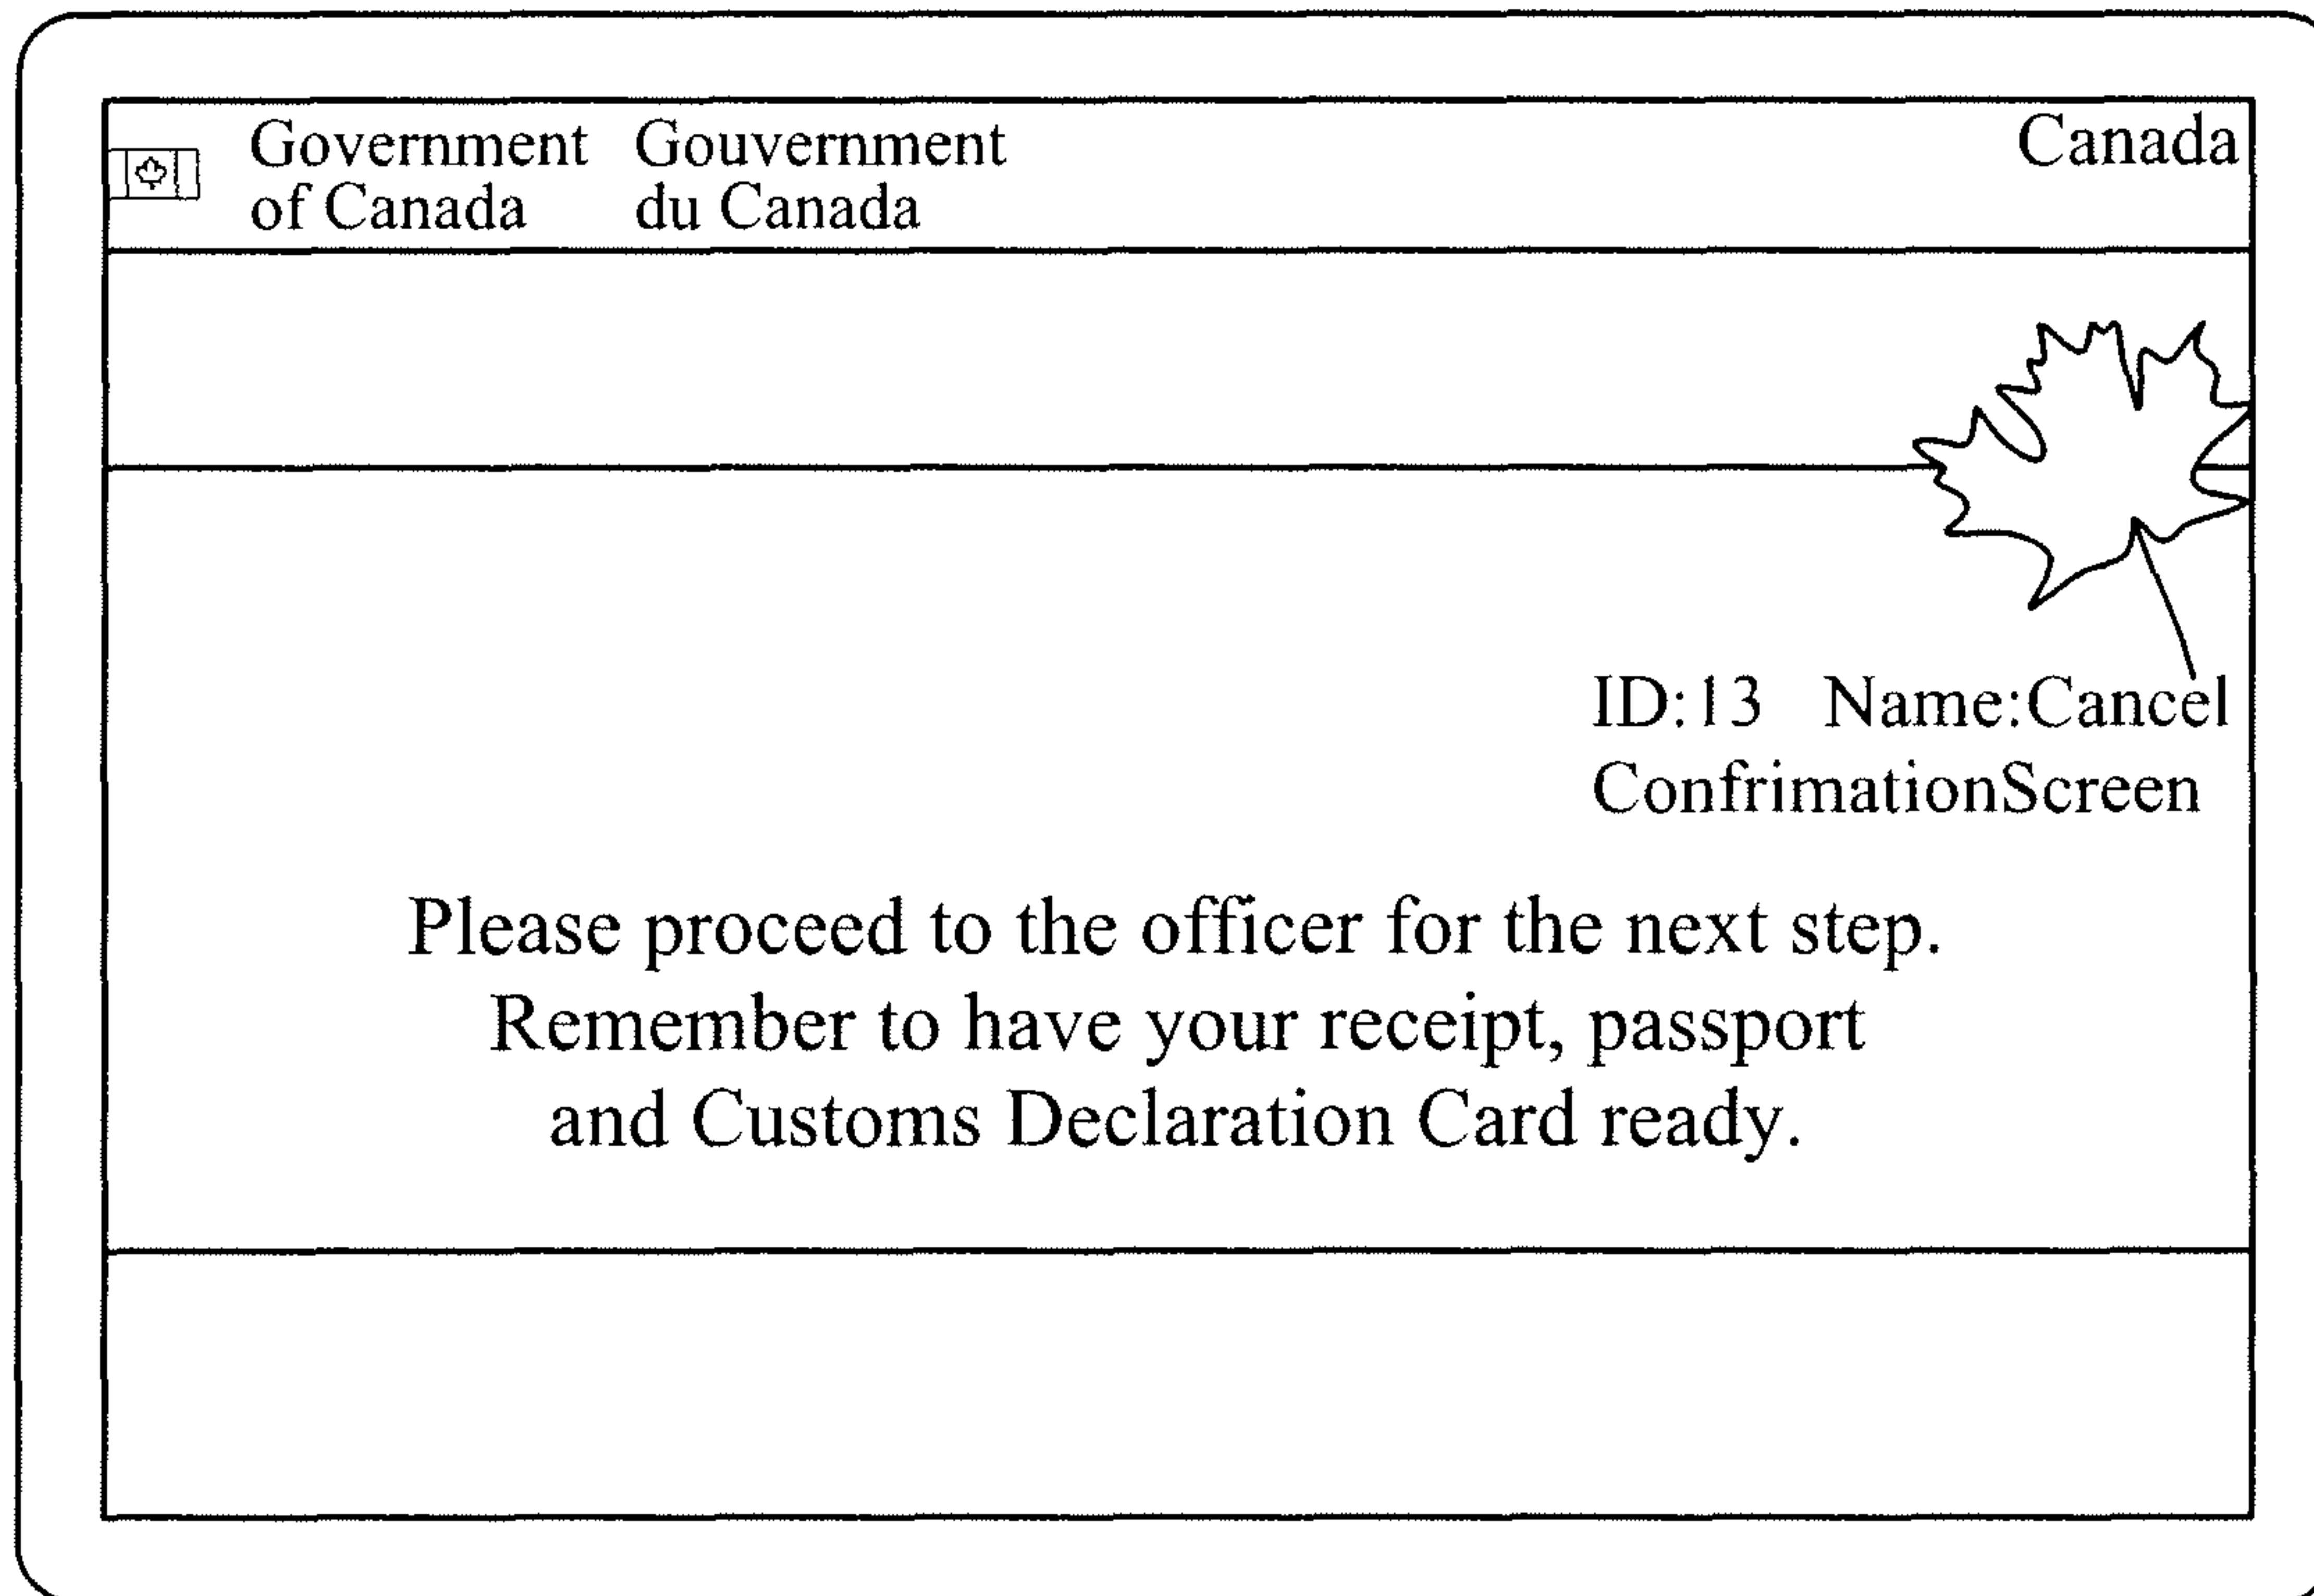 Government Gouvernment Canada
of Canada du Canada
ID:13 Name:Cancel
ConfrimationScreen
Please proceed to the officer for the next step.
Remember to have your receipt, passport
and Customs Declaration Card ready.